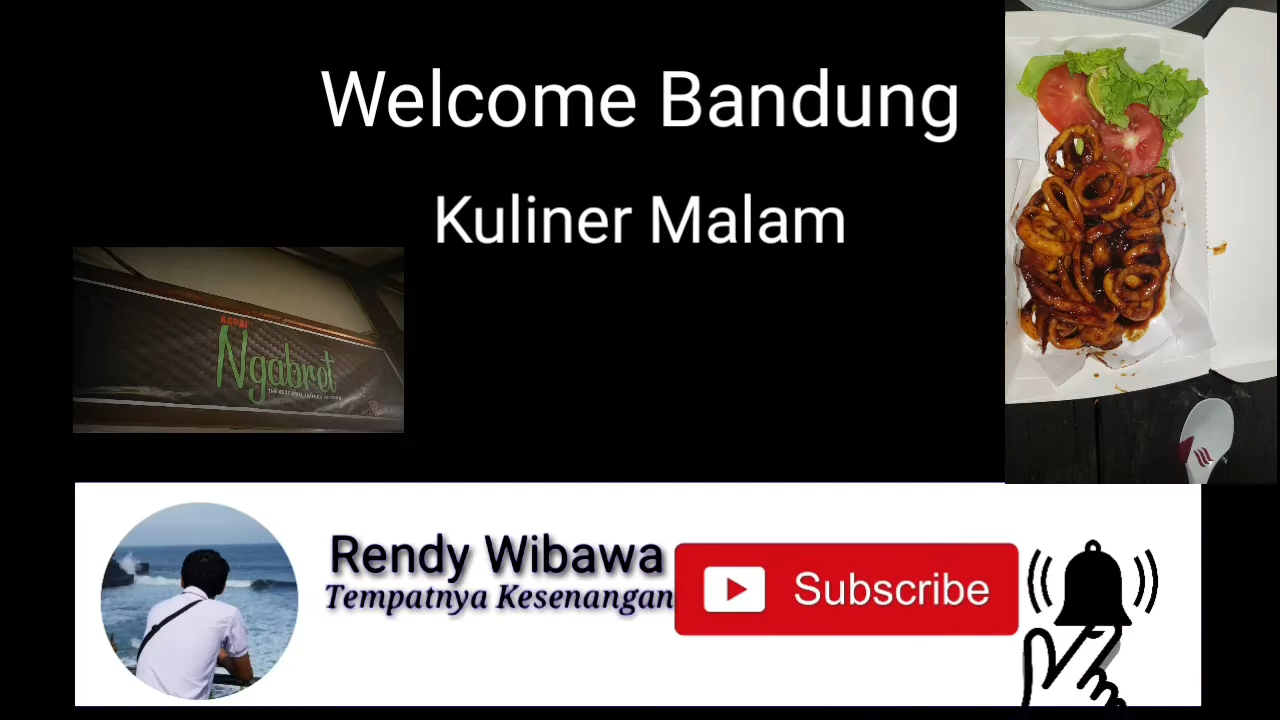 Welcome Bandung
Kuliner Malam
Ngabret
Rendy Wibawa
Tempatnya Kesenangan
Subscribe